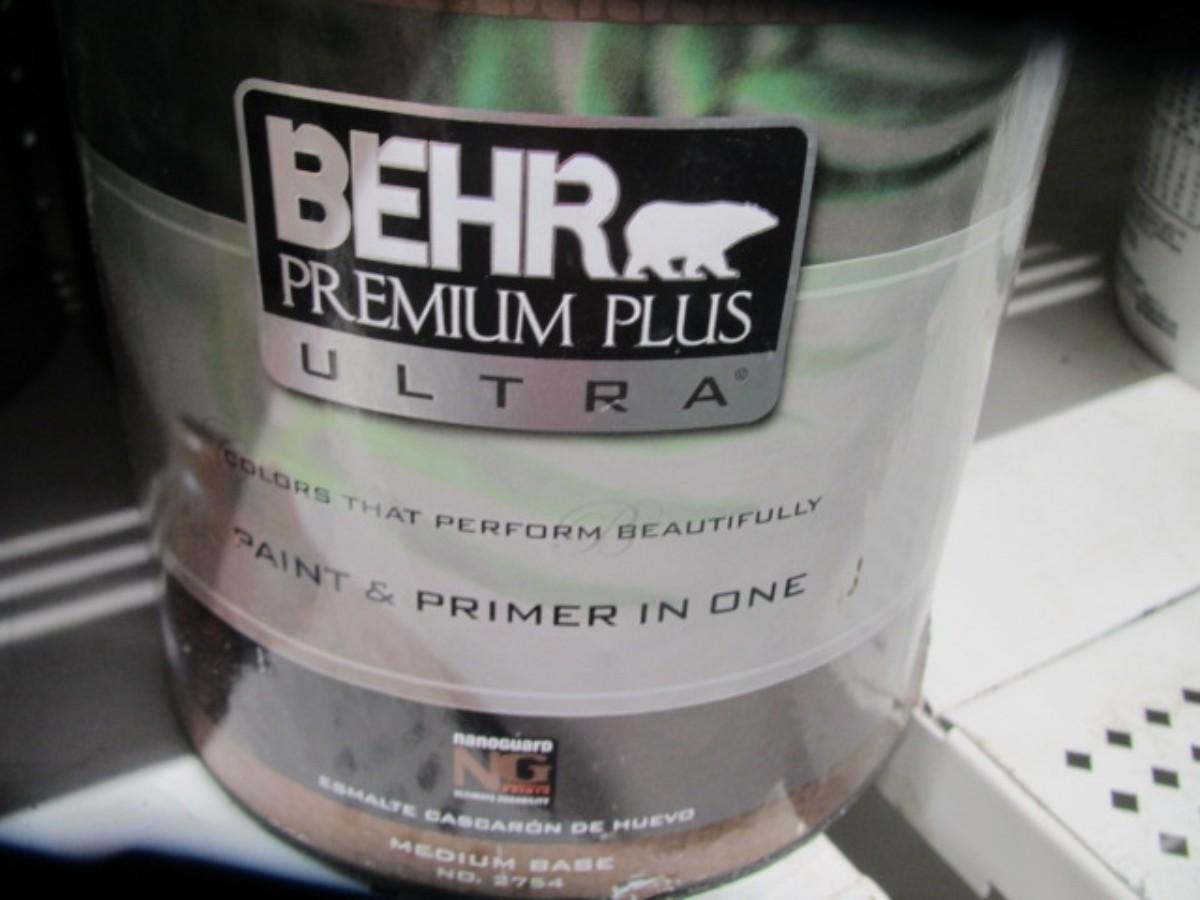 BEHR
PREMIUM PLUS
ULTRA®
COLORS THAT PERFORM BEAUTIFULLY
PAINT & PRIMER IN ONE
nanoguard
NG
ESMALTE CASCARÓN DE HUEVO
MEDIUM BASE
NO. 2754